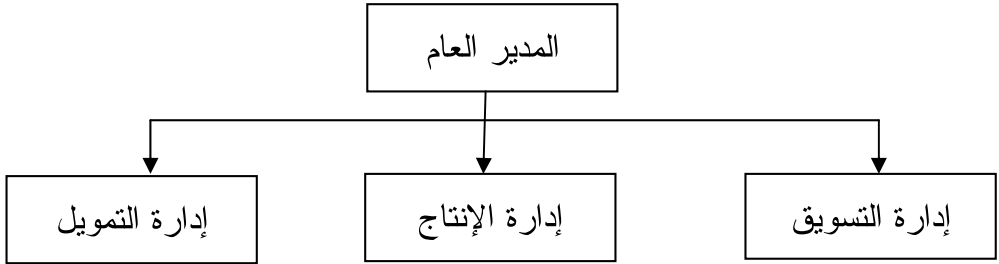 المدير العام
إدارة التسويق
إدارة الإنتاج
إدارة التمويل